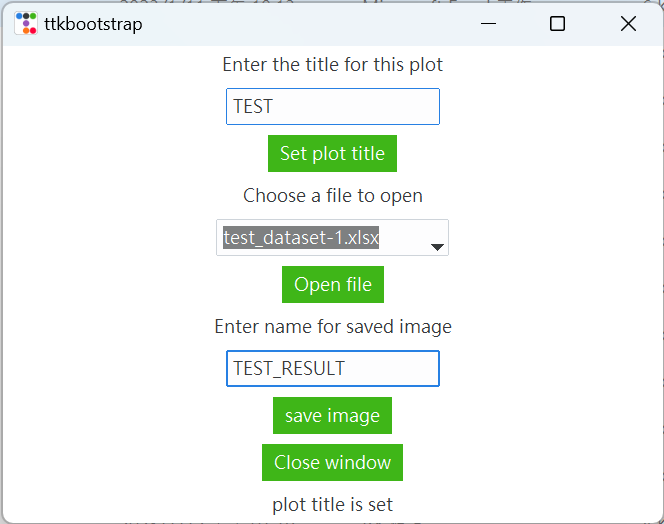 ttkbootstrap
Enter the title for this plot
TEST
Set plot title
Choose a file to open
test_dataset-1.xlsx
Open file
Enter name for saved image
TEST_RESULT
save image
Close window
plot title is set